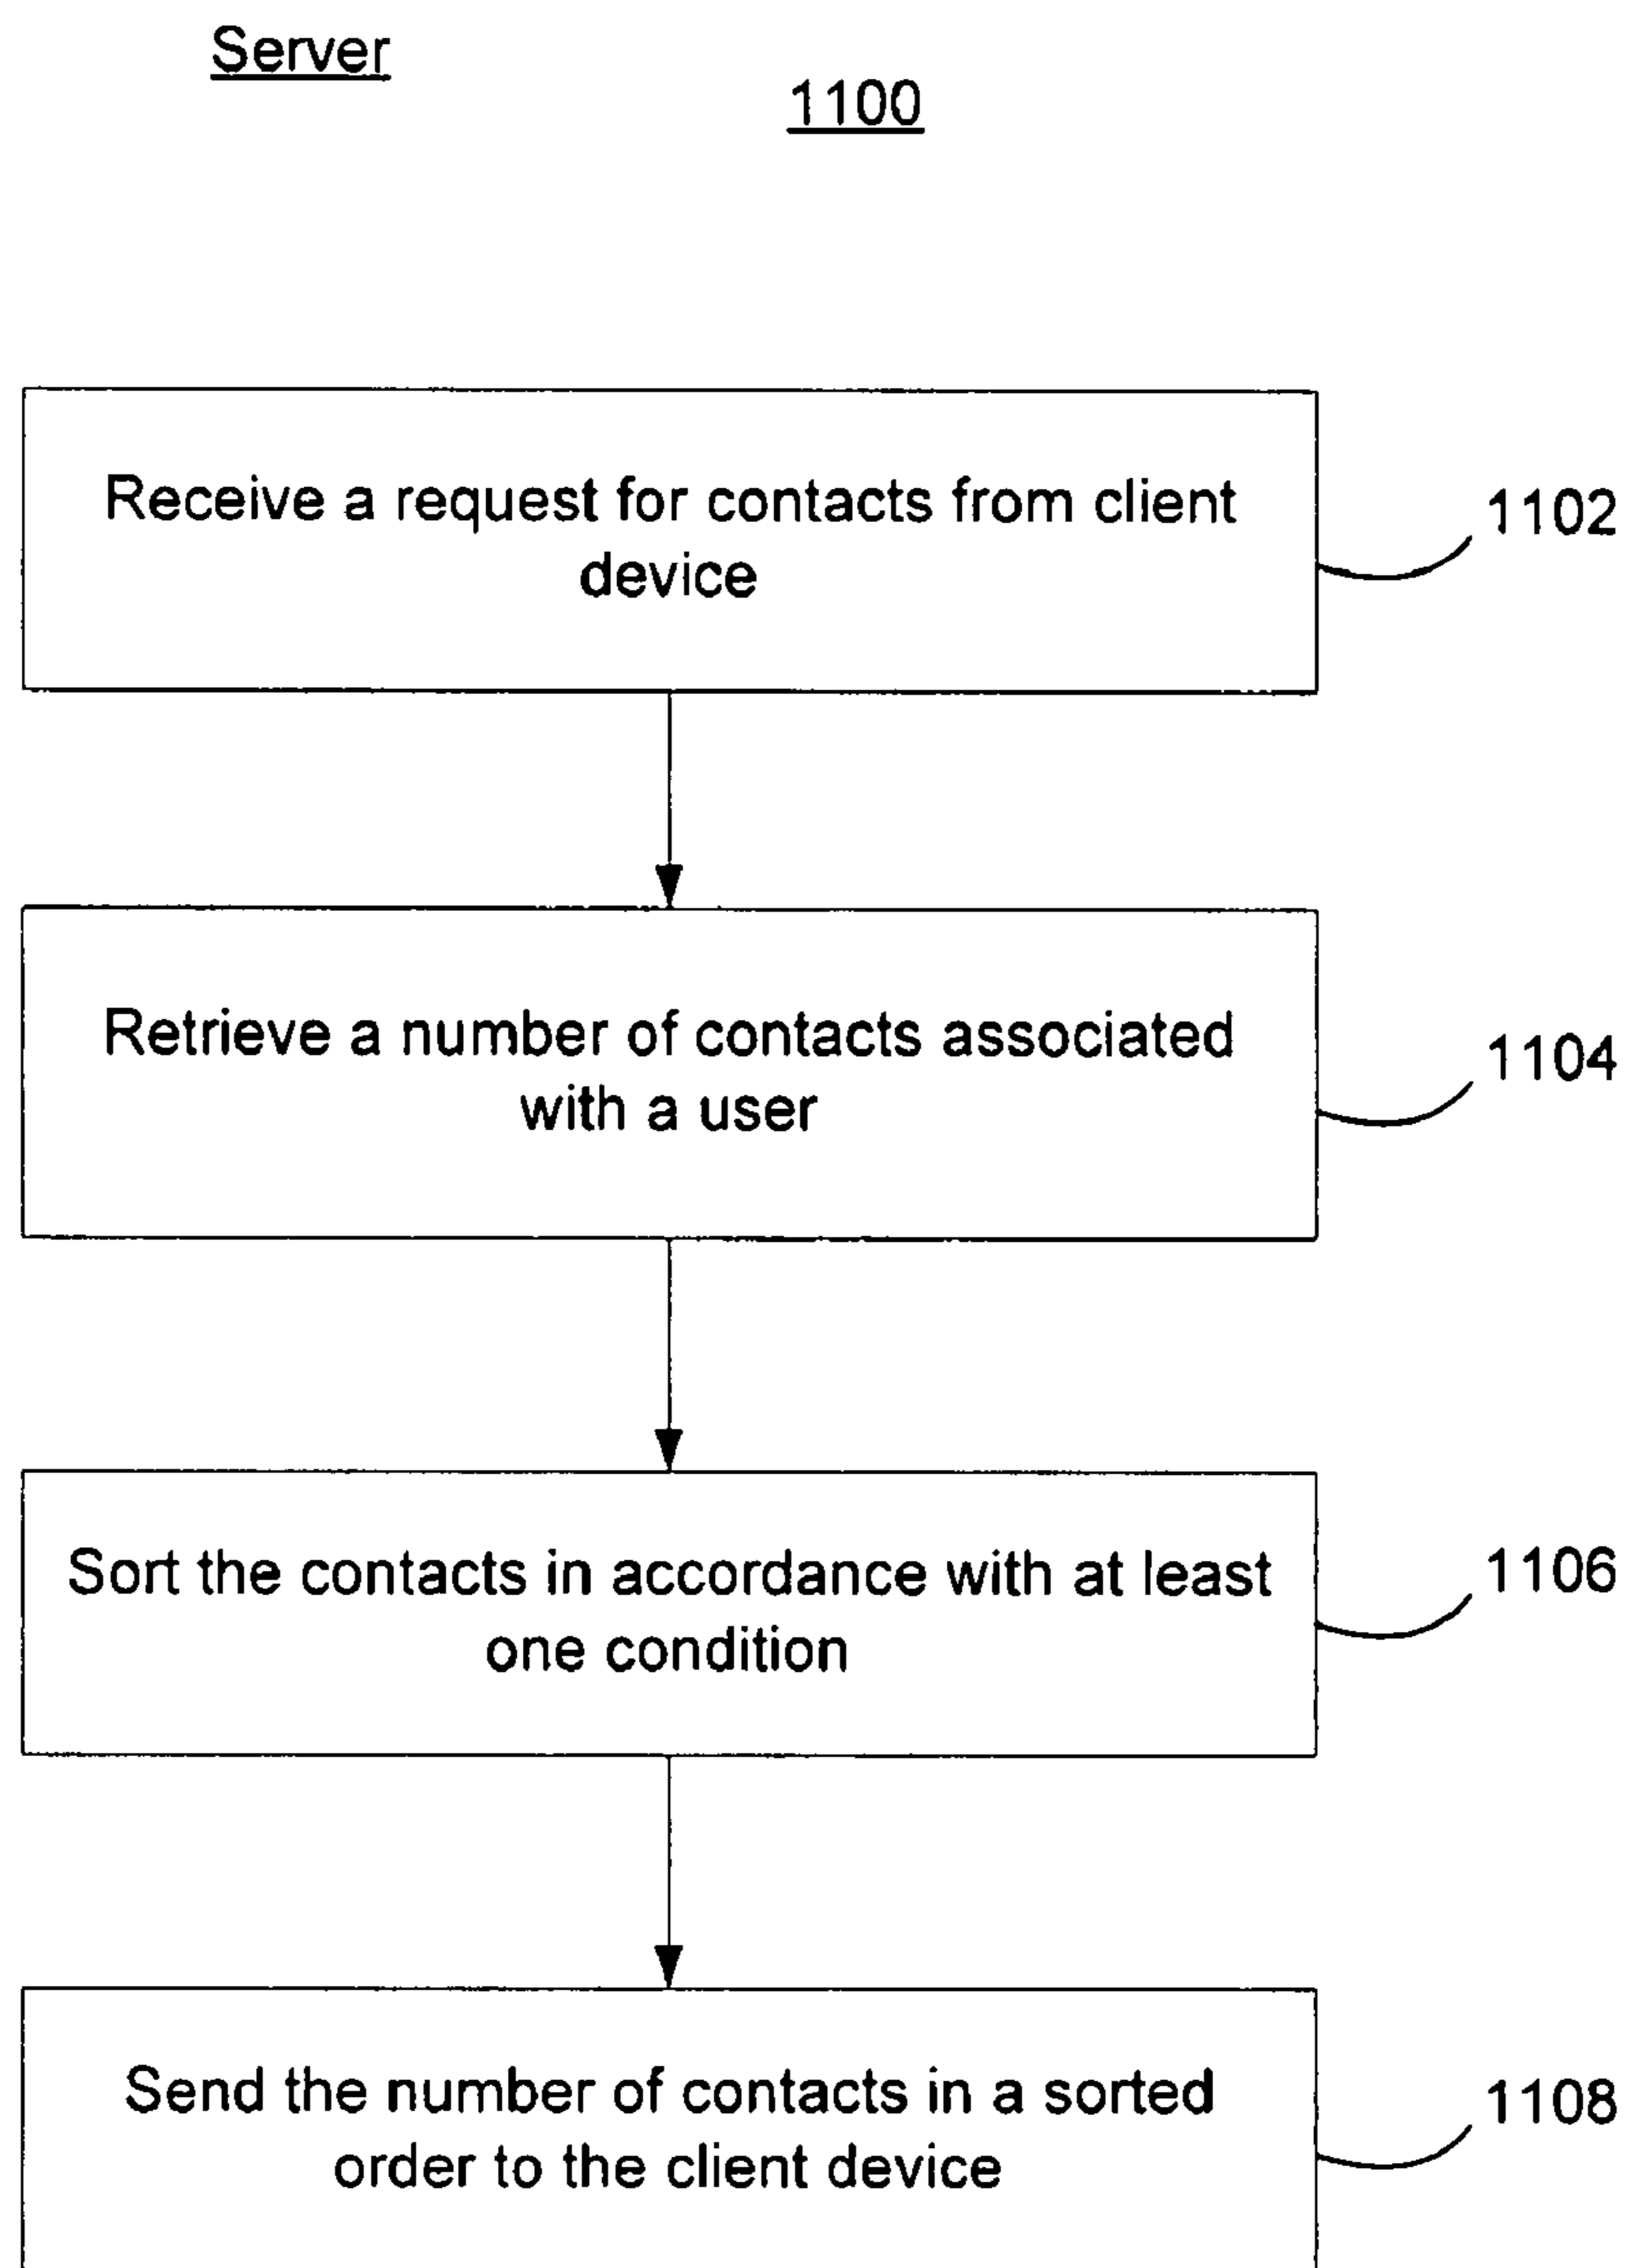 Server
1100
Receive a request for contacts from client
device
1102
Retrieve a number of contacts associated
with a user
1104
Sort the contacts in accordance with at least
one condition
1106
Send the number of contacts in a sorted
order to the client device
1108